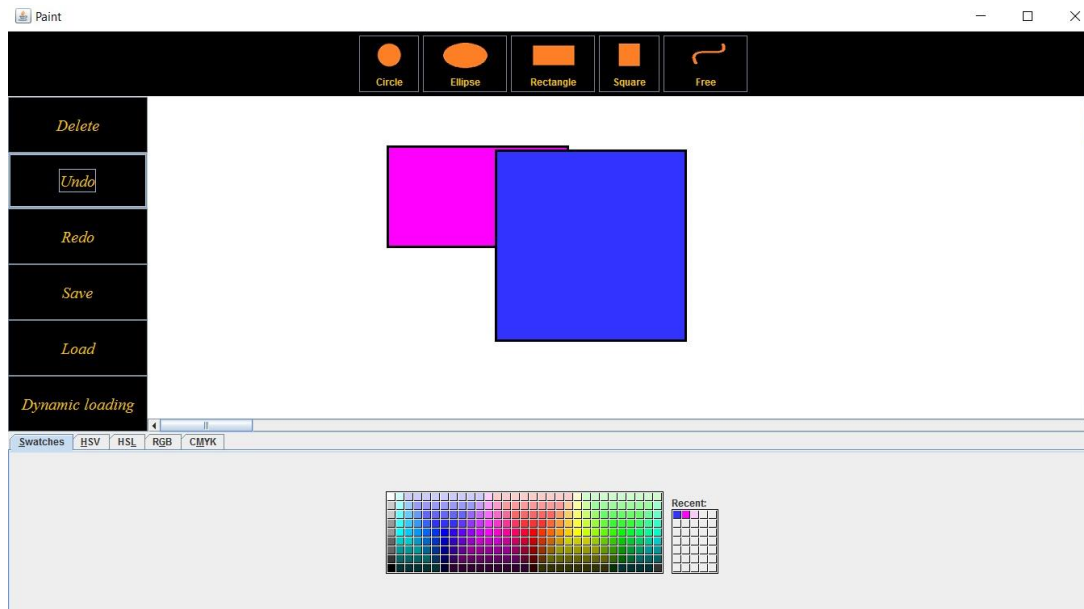 Paint
Circle
Ellipse
Rectangle
Square
Free
Delete
Undo
Redo
Save
Load
Dynamic loading
Swatches
HSV
HSL
RGB
CMYK
Recent: